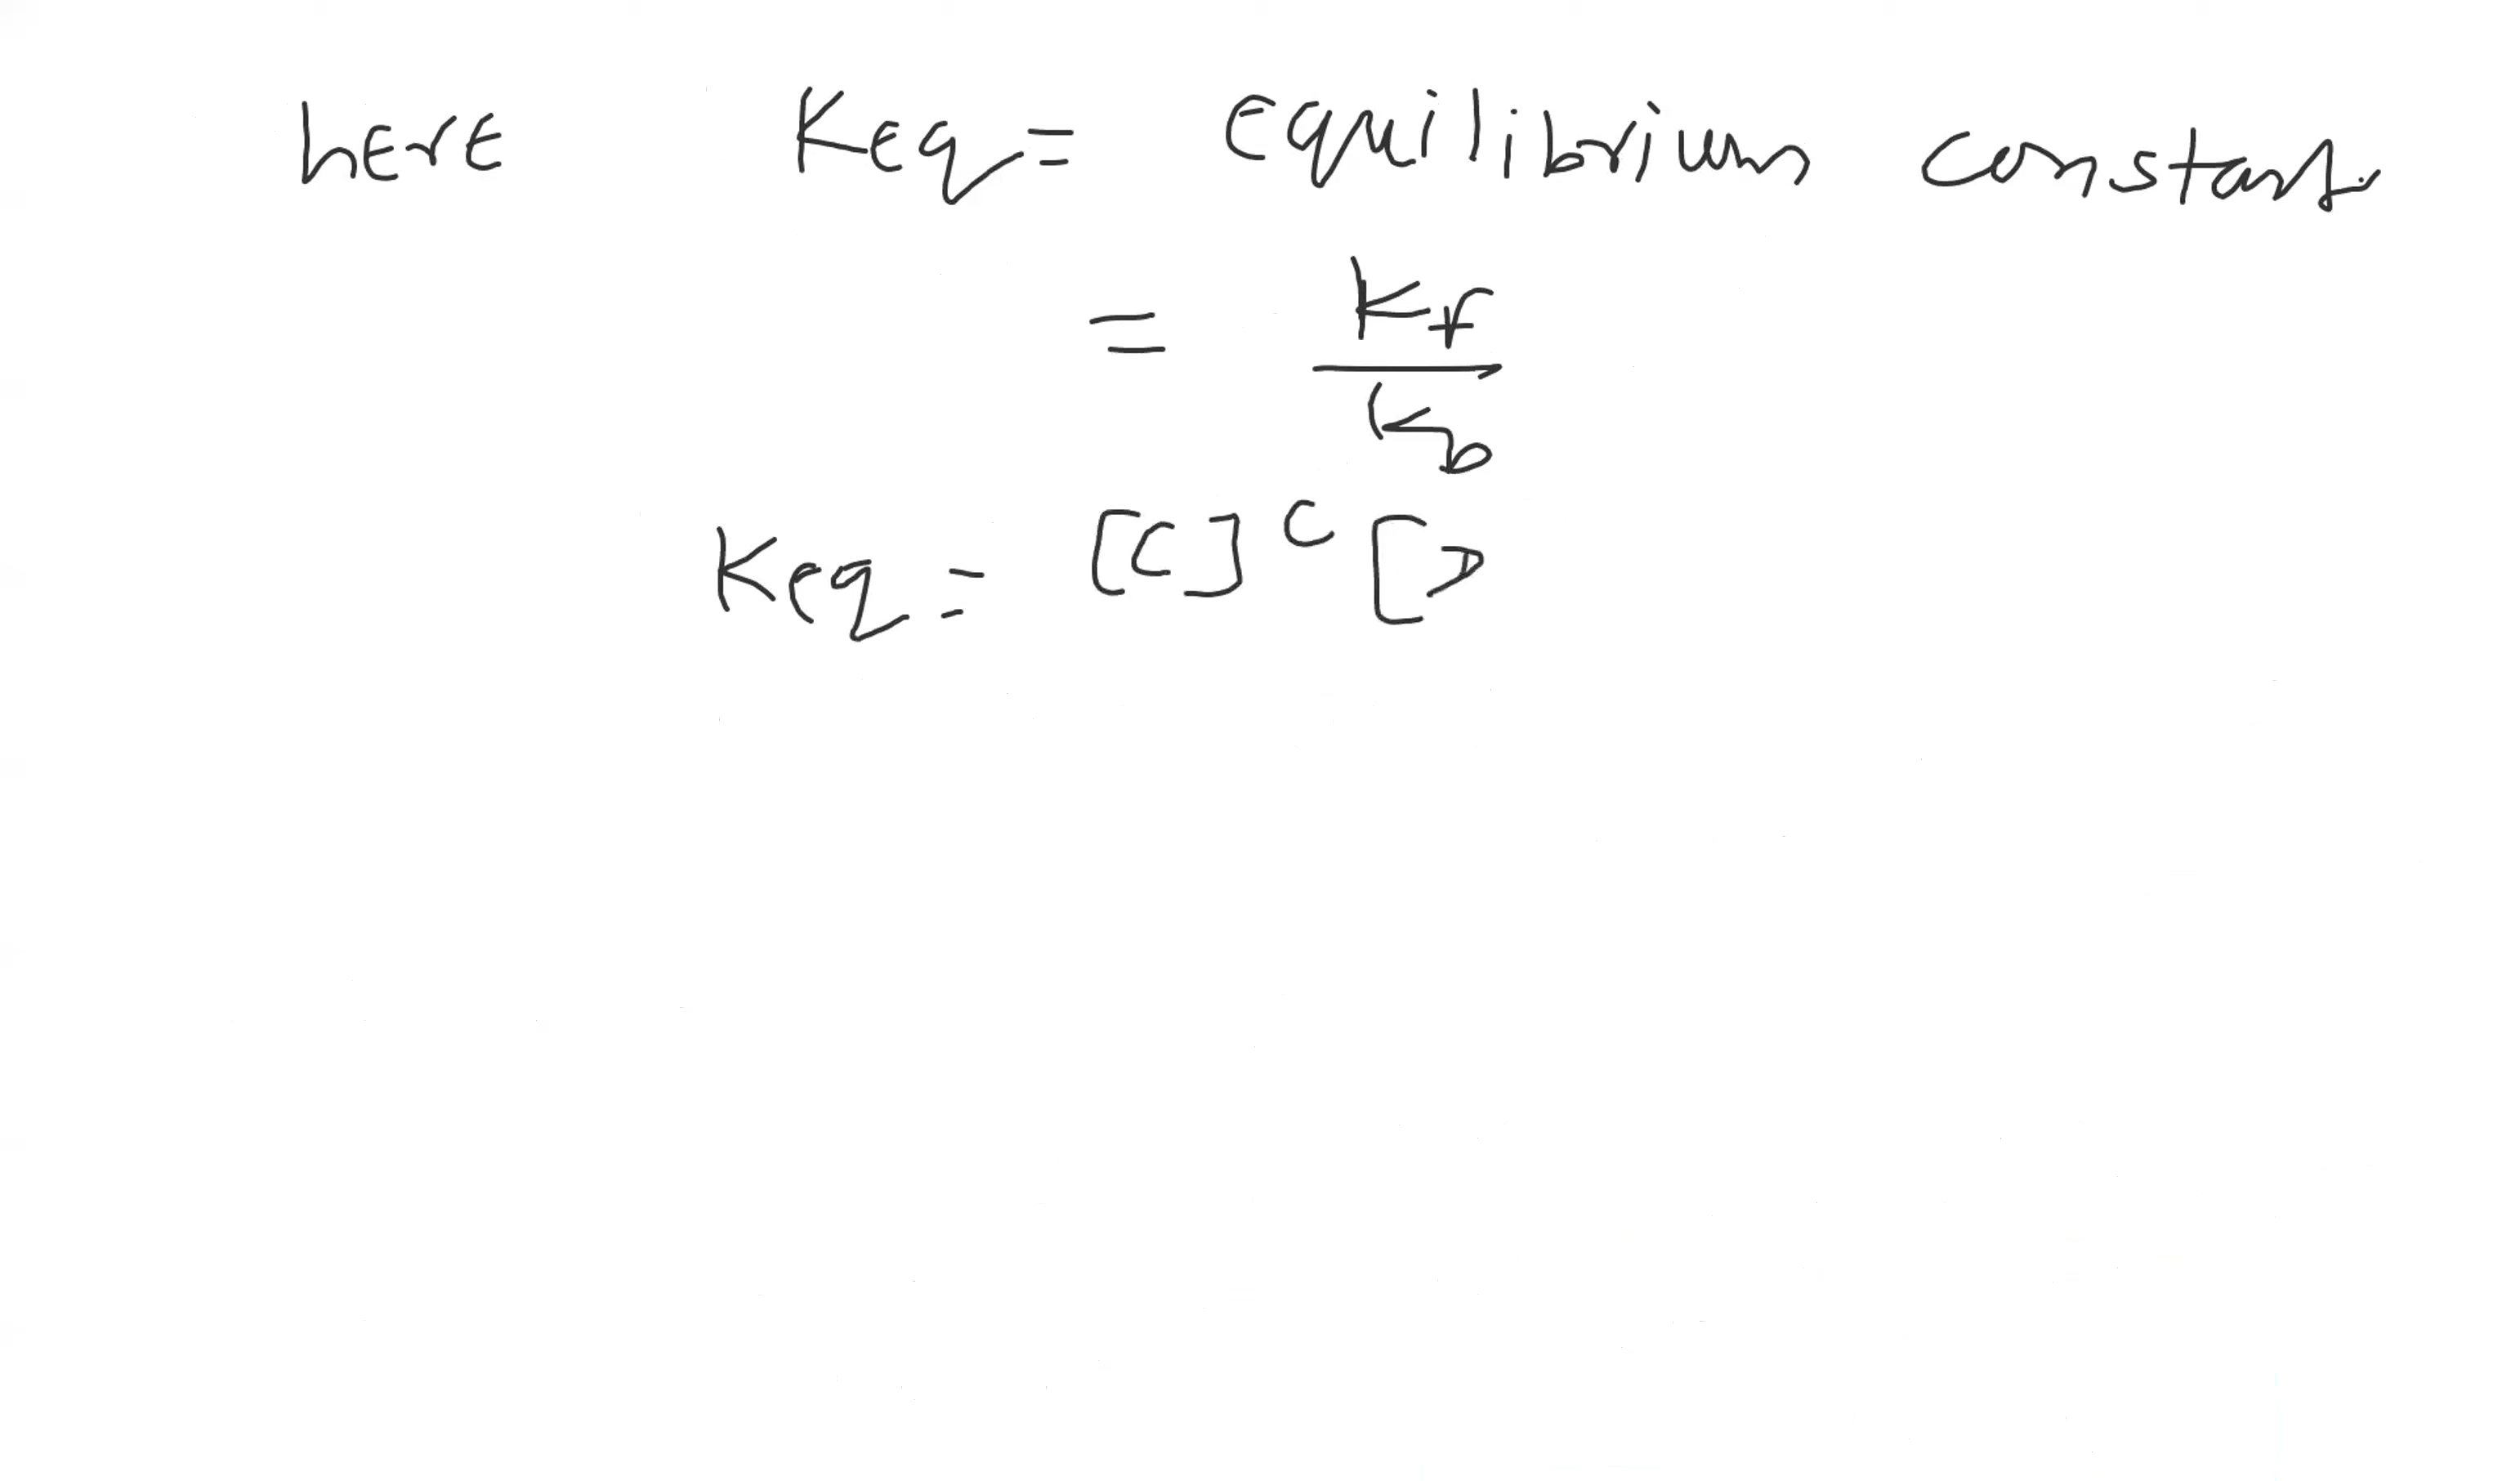 here Keq = equilibrium constant
= Kf / Kb
Keq = [C]^c [D